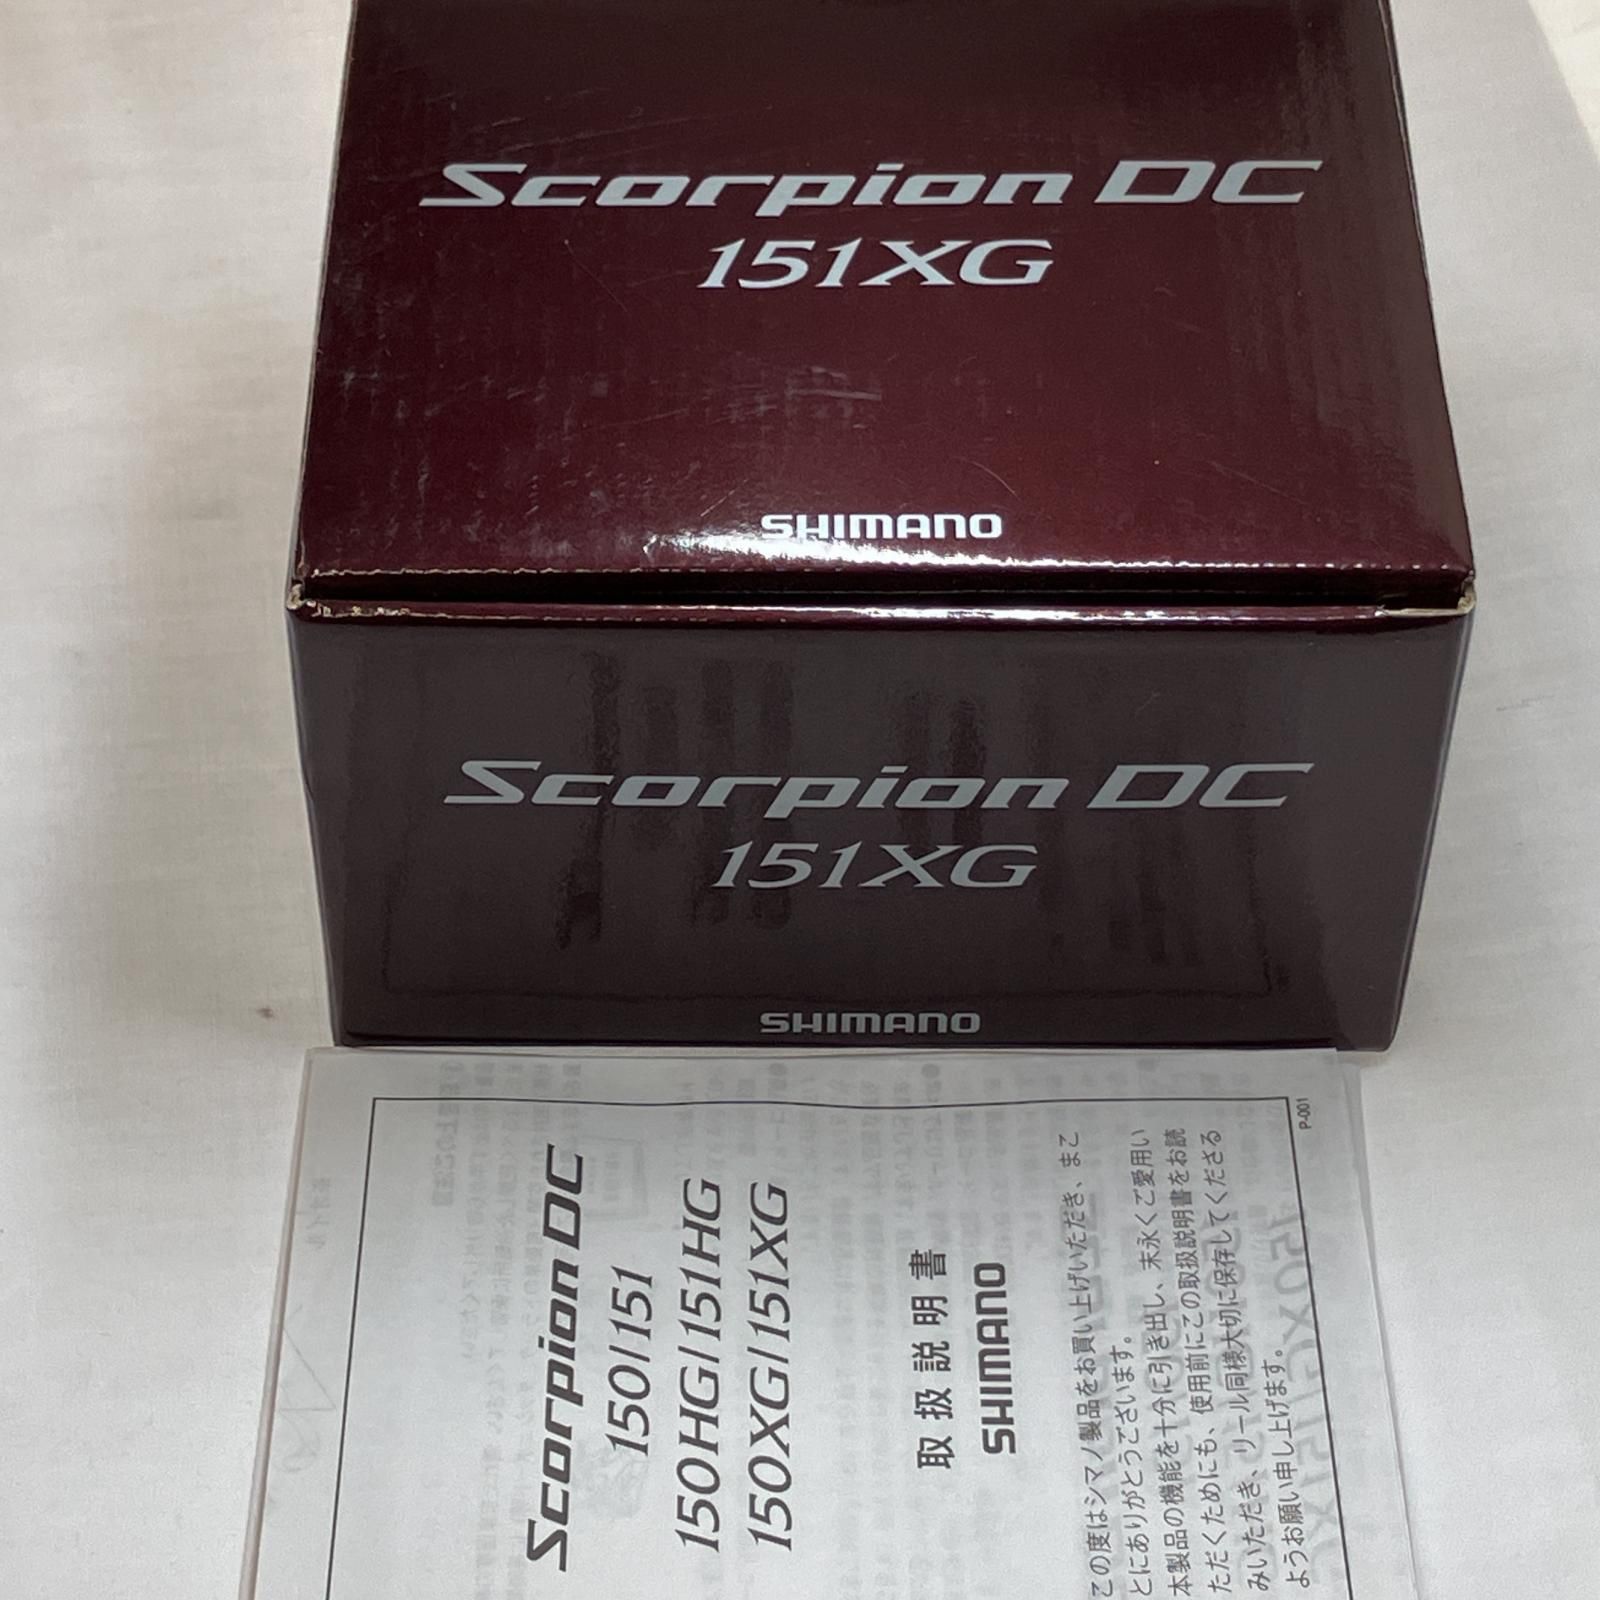 Scorpion DC
151XG
SHIMANO
Scorpion DC
151XG
SHIMANO
P-001
Scorpion DC
150/151
150HG/151HG
150XG/151XG
取扱説明書
SHIMANO
この度はシマノ製品をお買い上げいただき、まこ
とにありがとうございます。
本製品の機能を十分に引き出し、末永くご愛用い
ただくためにも、使用前にこの取扱説明書をお読
みいただき、リール同様大切に保存してくださる
ようお願い申し上げます。